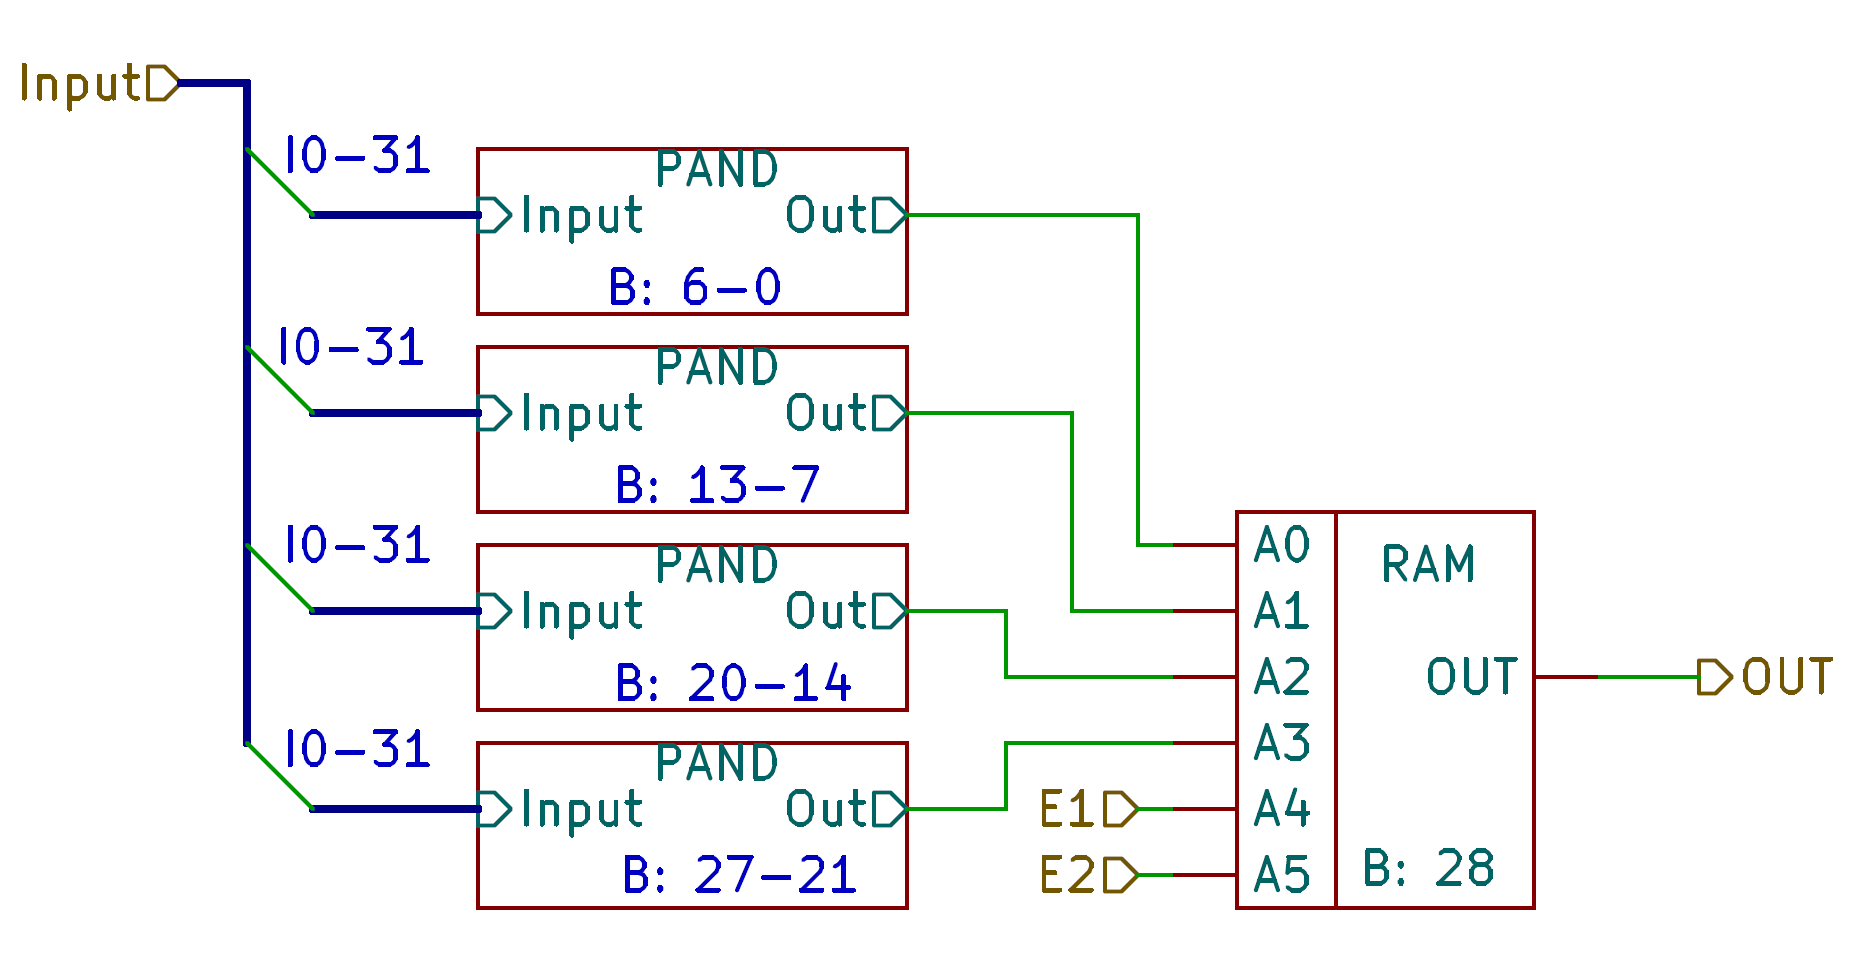 Input
I0-31
PAND
Input Out
B: 6-0
I0-31
PAND
Input Out
B: 13-7
I0-31
PAND
Input Out
B: 20-14
I0-31
PAND
Input Out
B: 27-21
E1
E2
A0
A1
A2
A3
A4
A5
RAM
OUT
B: 28
OUT